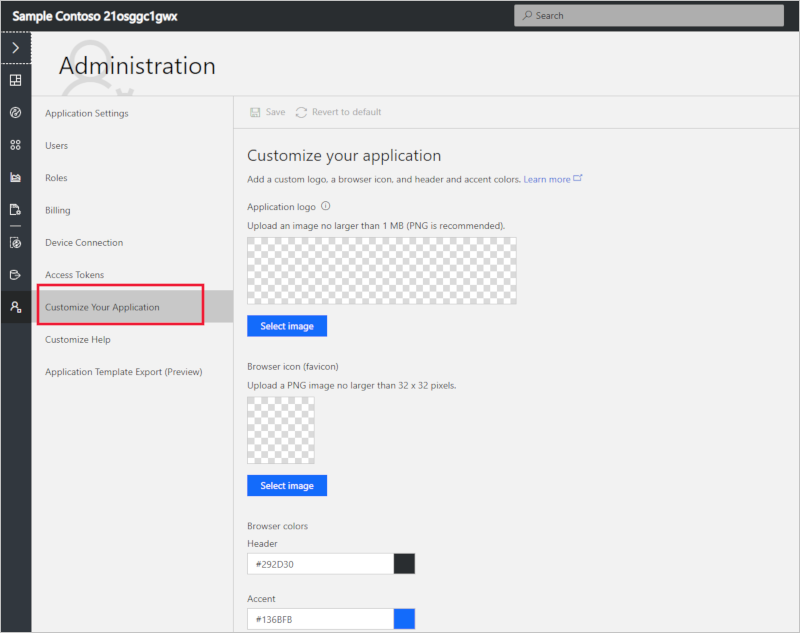 Sample Contoso 21osggc1gwx
Search
Administration
Application Settings
Users
Roles
Billing
Device Connection
Access Tokens
Customize Your Application
Customize Help
Application Template Export (Preview)
Save
Revert to default
Customize your application
Add a custom logo, a browser icon, and header and accent colors. Learn more
Application logo
Upload an image no larger than 1 MB (PNG is recommended).
Select image
Browser icon (favicon)
Upload a PNG image no larger than 32 x 32 pixels.
Select image
Browser colors
Header
#292D30
Accent
#136BFB